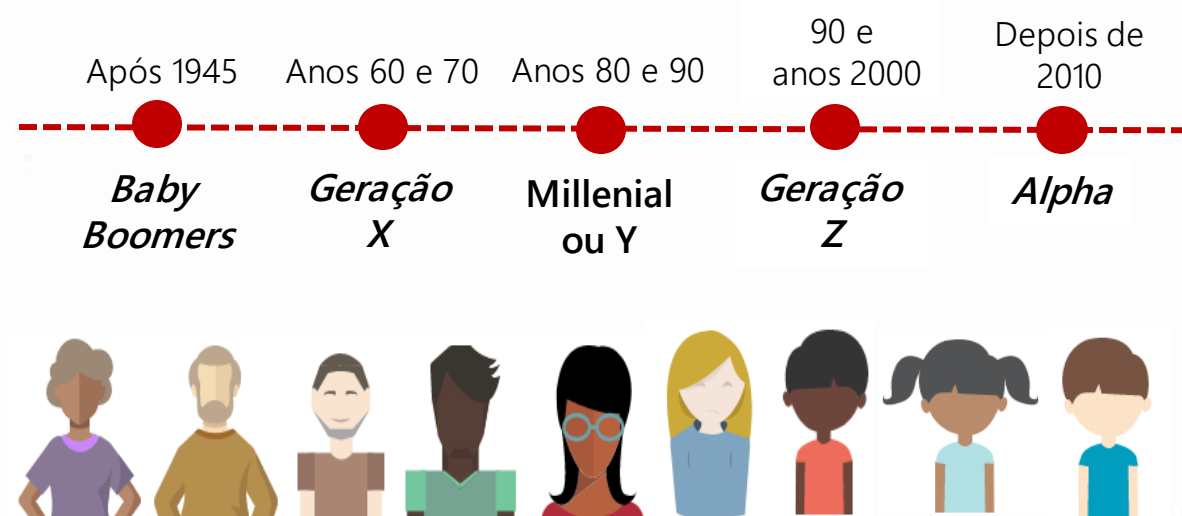 Após 1945
Baby
Boomers
Anos 60 e 70
Geração
X
Anos 80 e 90
Millenial
ou Y
90 e
anos 2000
Geração
Z
Depois de
2010
Alpha